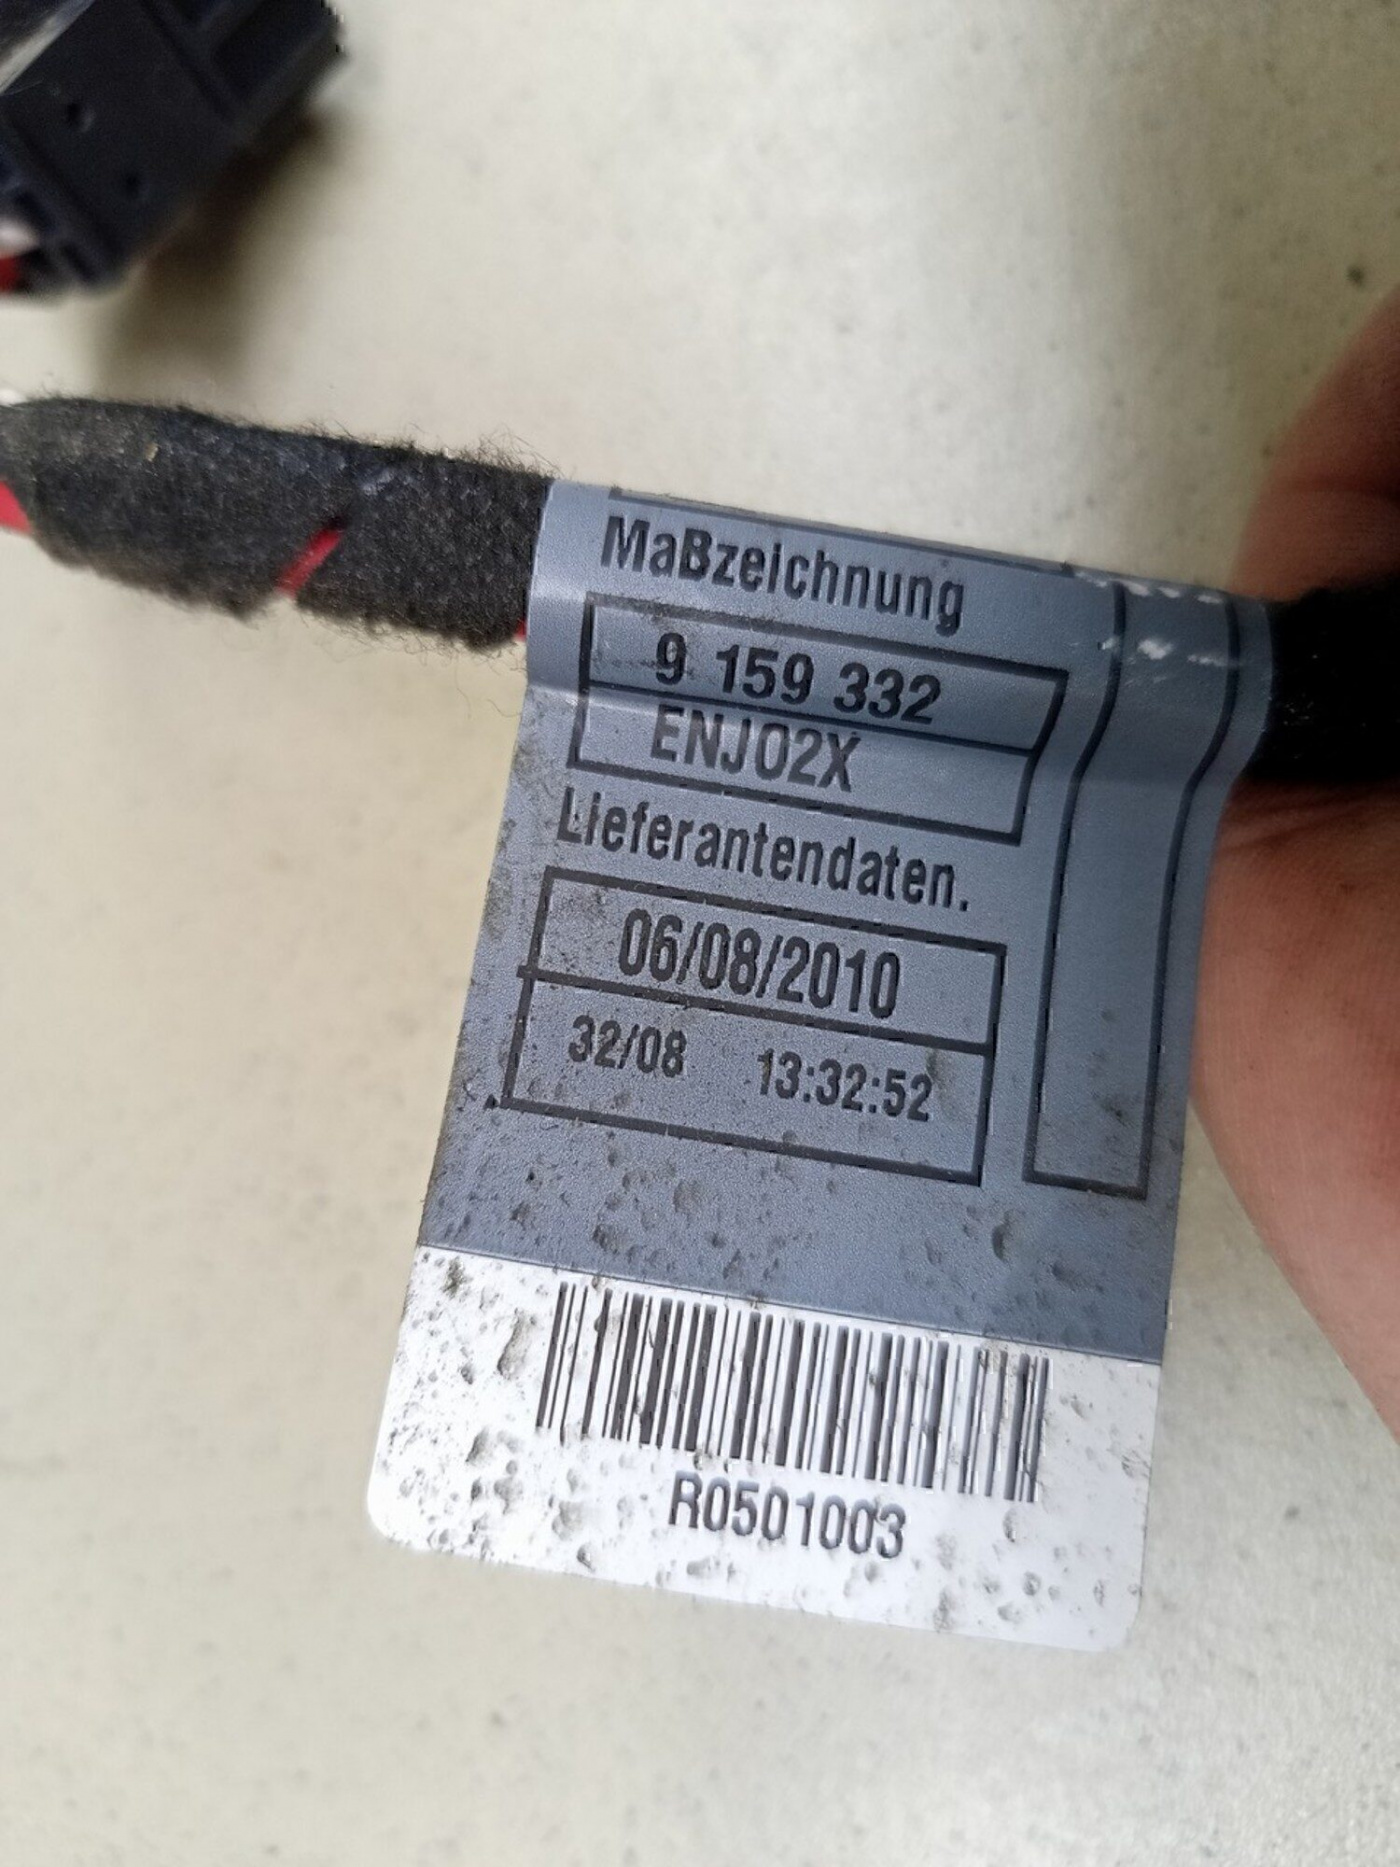 Maßzeichnung
9 159 332
ENJ02X
Lieferantendaten.
06/08/2010
32/08 13:32:52
R0501003